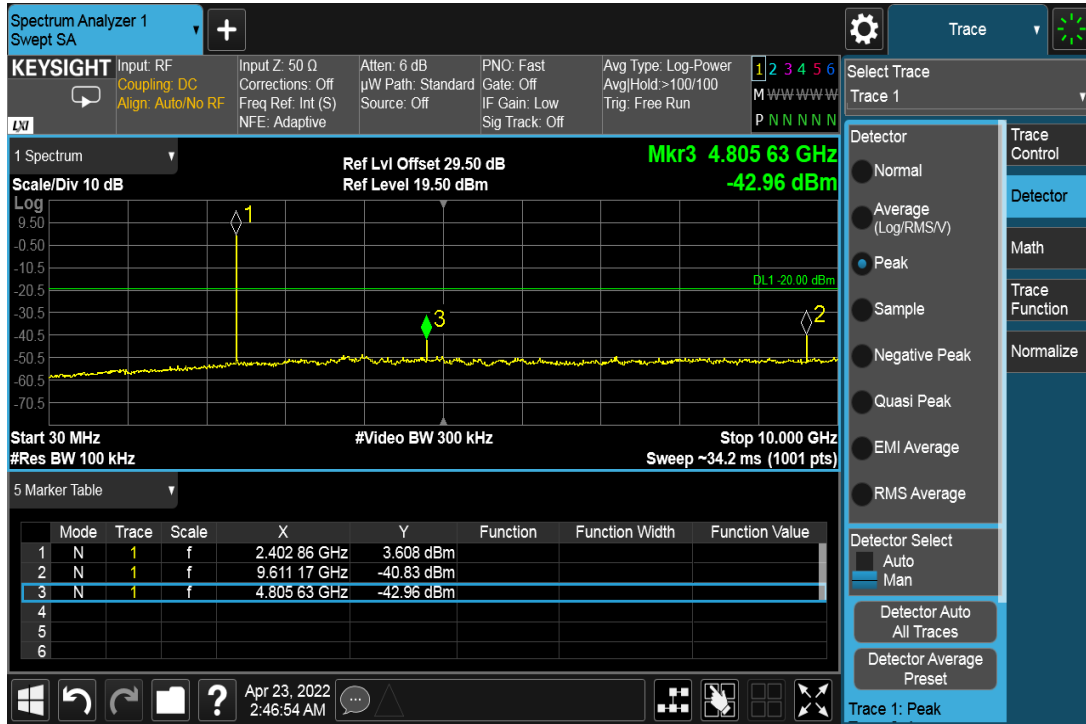 Spectrum Analyzer 1
Swept SA
+
Trace
KEYSIGHT
LXI
Input: RF
Coupling: DC
Align: Auto/No RF
Input Z: 50 Ω
Corrections: Off
Freq Ref: Int (S)
NFE: Adaptive
Atten: 6 dB
µW Path: Standard
Source: Off
PNO: Fast
Gate: Off
IF Gain: Low
Sig Track: Off
Avg Type: Log-Power
Avg|Hold:>100/100
Trig: Free Run
1 2 3 4 5 6
M W W W W W
P N N N N N
Select Trace
Trace 1
1 Spectrum
Scale/Div 10 dB
Ref Lvl Offset 29.50 dB
Ref Level 19.50 dBm
Mkr3 4.805 63 GHz
-42.96 dBm
Log
9.50
-0.50
-10.5
-20.5
-30.5
-40.5
-50.5
-60.5
-70.5
1
2
3
DL1 -20.00 dBm
Start 30 MHz
#Res BW 100 kHz
#Video BW 300 kHz
Stop 10.000 GHz
Sweep ~34.2 ms (1001 pts)
5 Marker Table
Mode Trace Scale X Y Function Function Width Function Value
1 N 1 f 2.402 86 GHz 3.608 dBm
2 N 1 f 9.611 17 GHz -40.83 dBm
3 N 1 f 4.805 63 GHz -42.96 dBm
4
5
6
Detector
Normal
Average
(Log/RMS/V)
Peak
Sample
Negative Peak
Quasi Peak
EMI Average
RMS Average
Detector Select
Auto
Man
Detector Auto
All Traces
Detector Average
Preset
Trace 1: Peak
Trace
Control
Detector
Math
Trace
Function
Normalize
?
Apr 23, 2022
2:46:54 AM